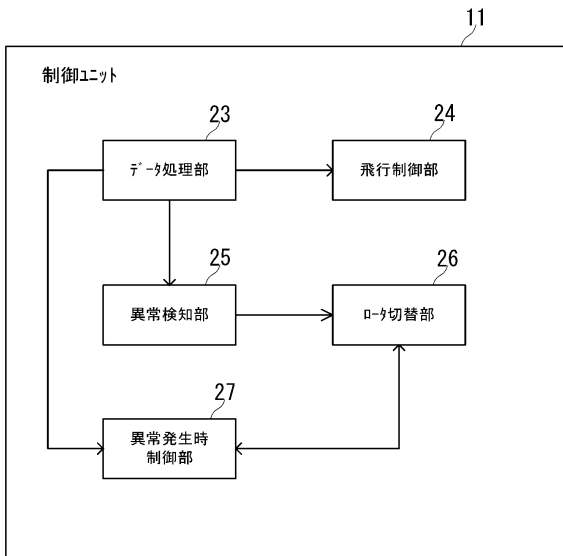 11
制御ユニット
23
データ処理部
24
飛行制御部
25
異常検知部
26
ロータ切替部
27
異常発生時
制御部